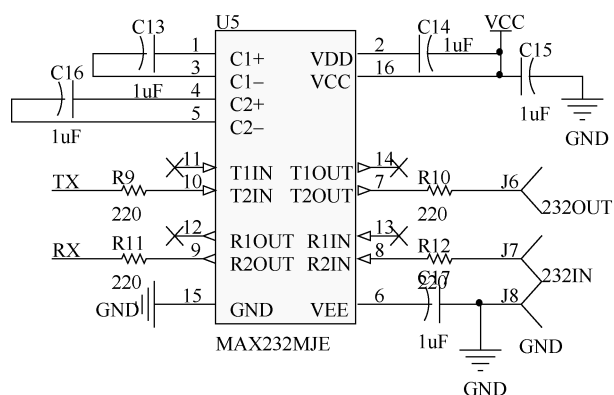 U5
C13
1
C1+
VDD
2
C14
1uF
VCC
C15
3
C1–
VCC
16
C16
1uF
4
C2+
1uF
5
C2–
1uF
GND
11
T1IN
T1OUT
14
TX
R9
10
T2IN
T2OUT
7
R10
J6
220
220
232OUT
12
R1OUT
R1IN
13
RX
R11
9
R2OUT
R2IN
8
R12
J7
220
220
C17
232IN
GND
15
GND
VEE
6
J8
1uF
MAX232MJE
GND
GND